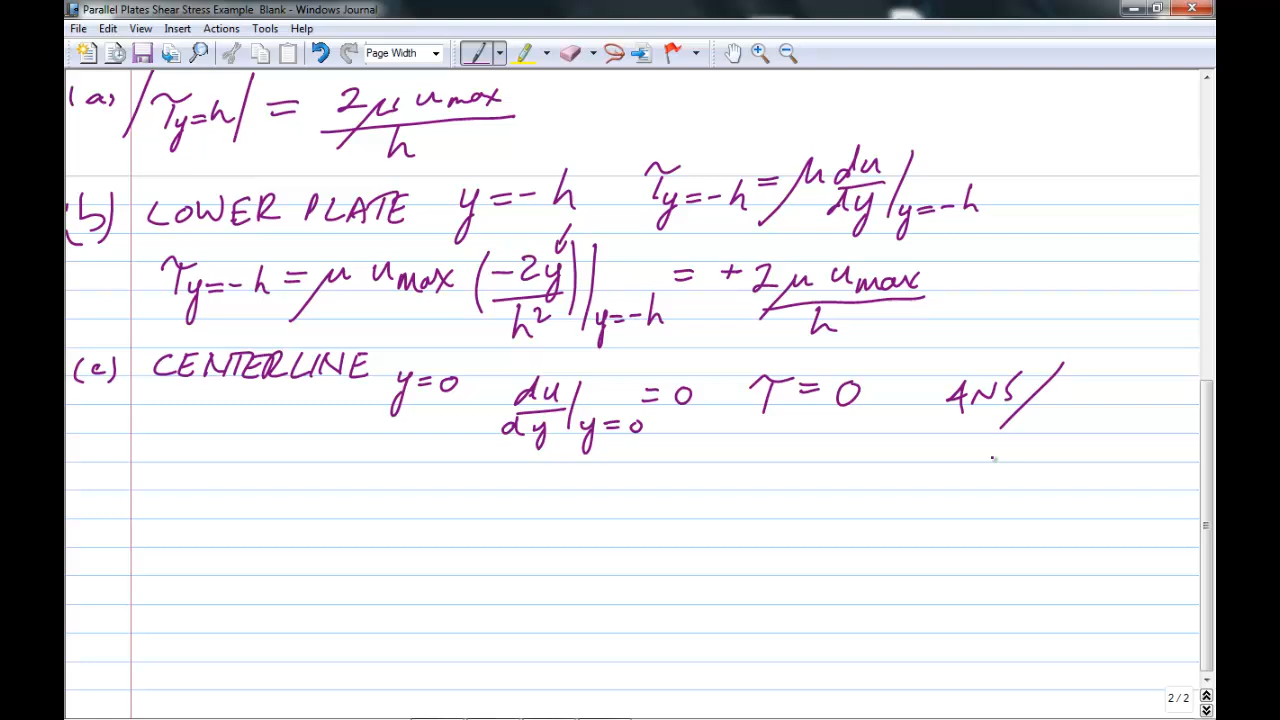 Parallel Plates Shear Stress Example Blank - Windows Journal
File Edit View Insert Actions Tools Help
Page Width
(a) |τy=h| = 2μ umax / h
(b) LOWER PLATE y=-h τy=-h = μ du/dy|y=-h
τy=-h = μ umax (-2y/h²)|y=-h = +2μ umax / h
(c) CENTERLINE y=0 du/dy|y=0 = 0 τ=0 ANS/
2/2